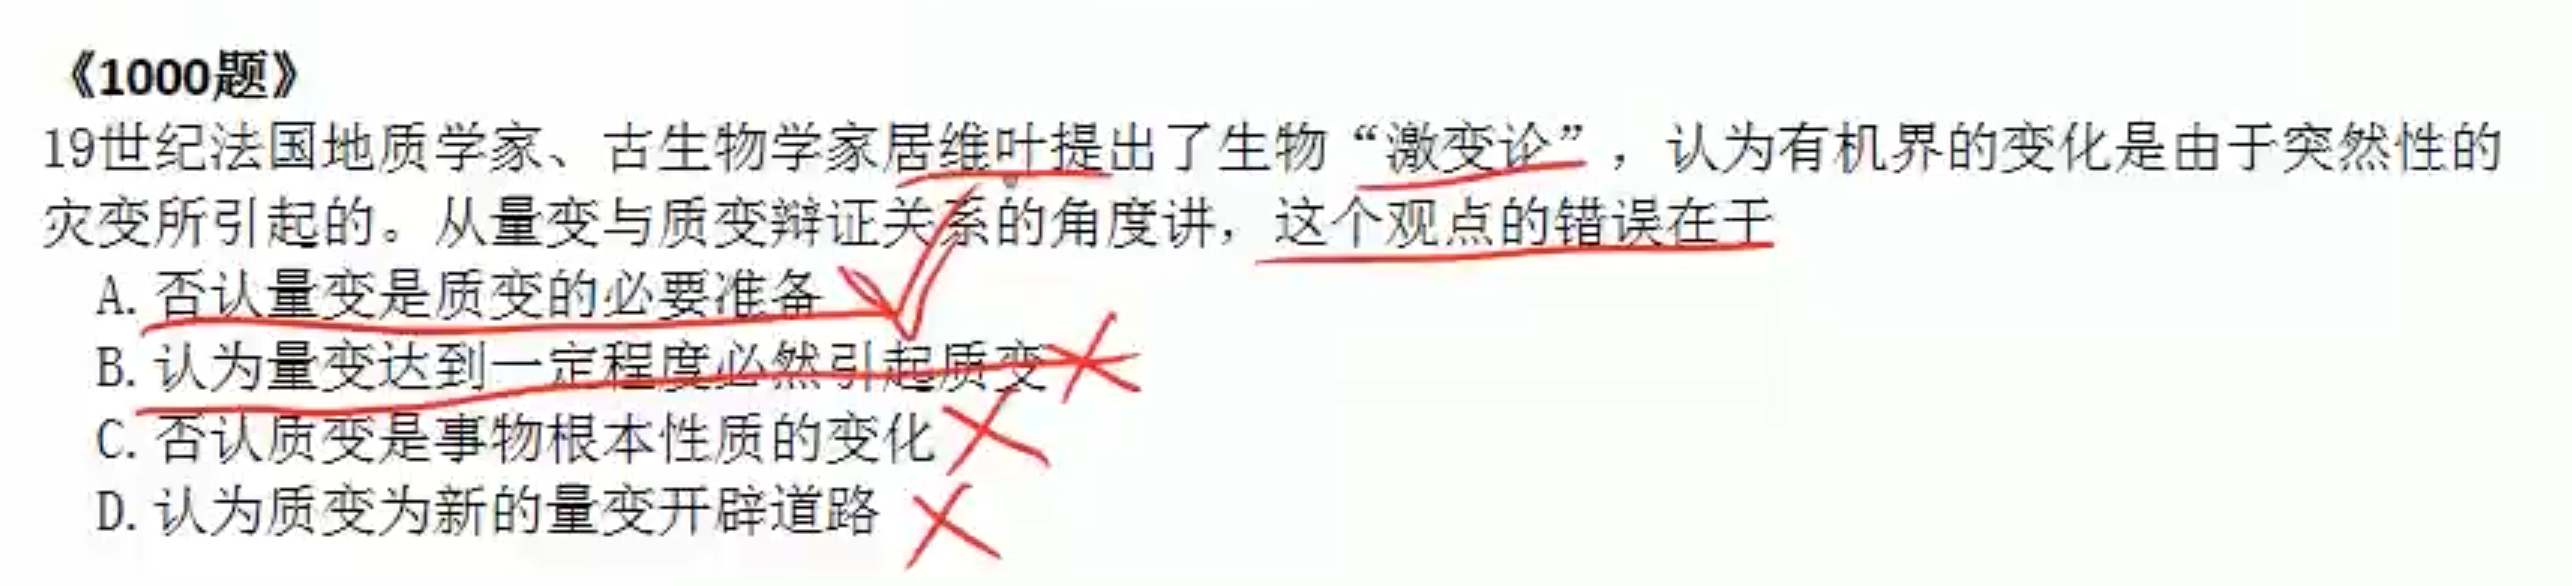 《1000题》
19世纪法国地质学家、古生物学家居维叶提出了生物“激变论”，认为有机界的变化是由于突然性的
灾变所引起的。从量变与质变辩证关系的角度讲，这个观点的错误在于
A. 否认量变是质变的必要准备
B. 认为量变达到一定程度必然引起质变
C. 否认质变是事物根本性质的变化
D. 认为质变为新的量变开辟道路